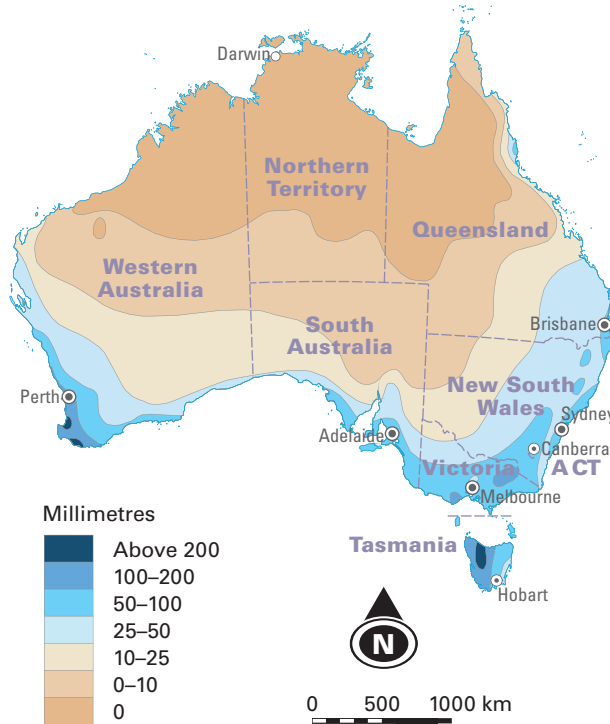 Darwin
Northern
Territory
Queensland
Western
Australia
South
Australia
Brisbane
New South
Wales
Perth
Sydney
Adelaide
Canberra
Victoria
ACT
Melbourne
Millimetres
Above 200
100–200
50–100
25–50
10–25
0–10
0
Tasmania
Hobart
N
0 500 1000 km